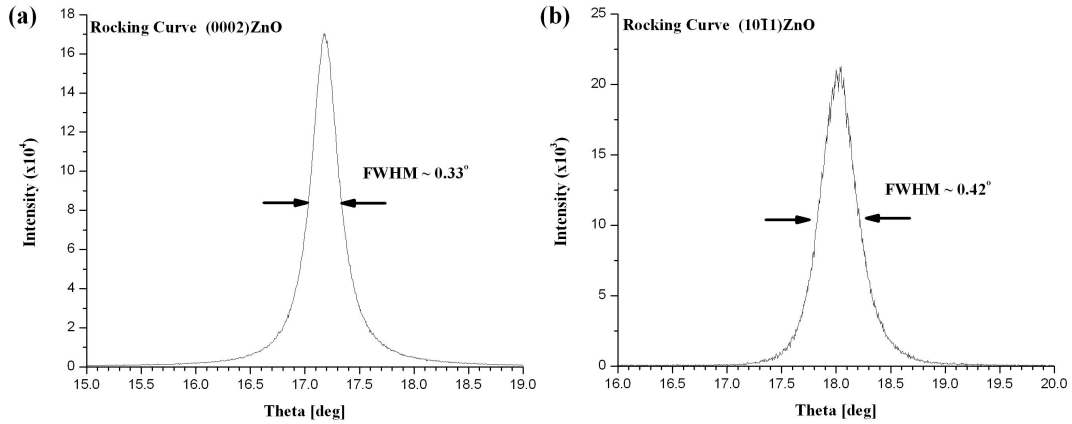 (a)
Rocking Curve (0002)ZnO
18
16
14
12
10
8
6
4
2
0
Intensity (x10⁴)
FWHM ~ 0.33°
15.0 15.5 16.0 16.5 17.0 17.5 18.0 18.5 19.0
Theta [deg]
(b)
Rocking Curve (101̄1)ZnO
25
20
15
10
5
0
Intensity (x10³)
FWHM ~ 0.42°
16.0 16.5 17.0 17.5 18.0 18.5 19.0 19.5 20.0
Theta [deg]